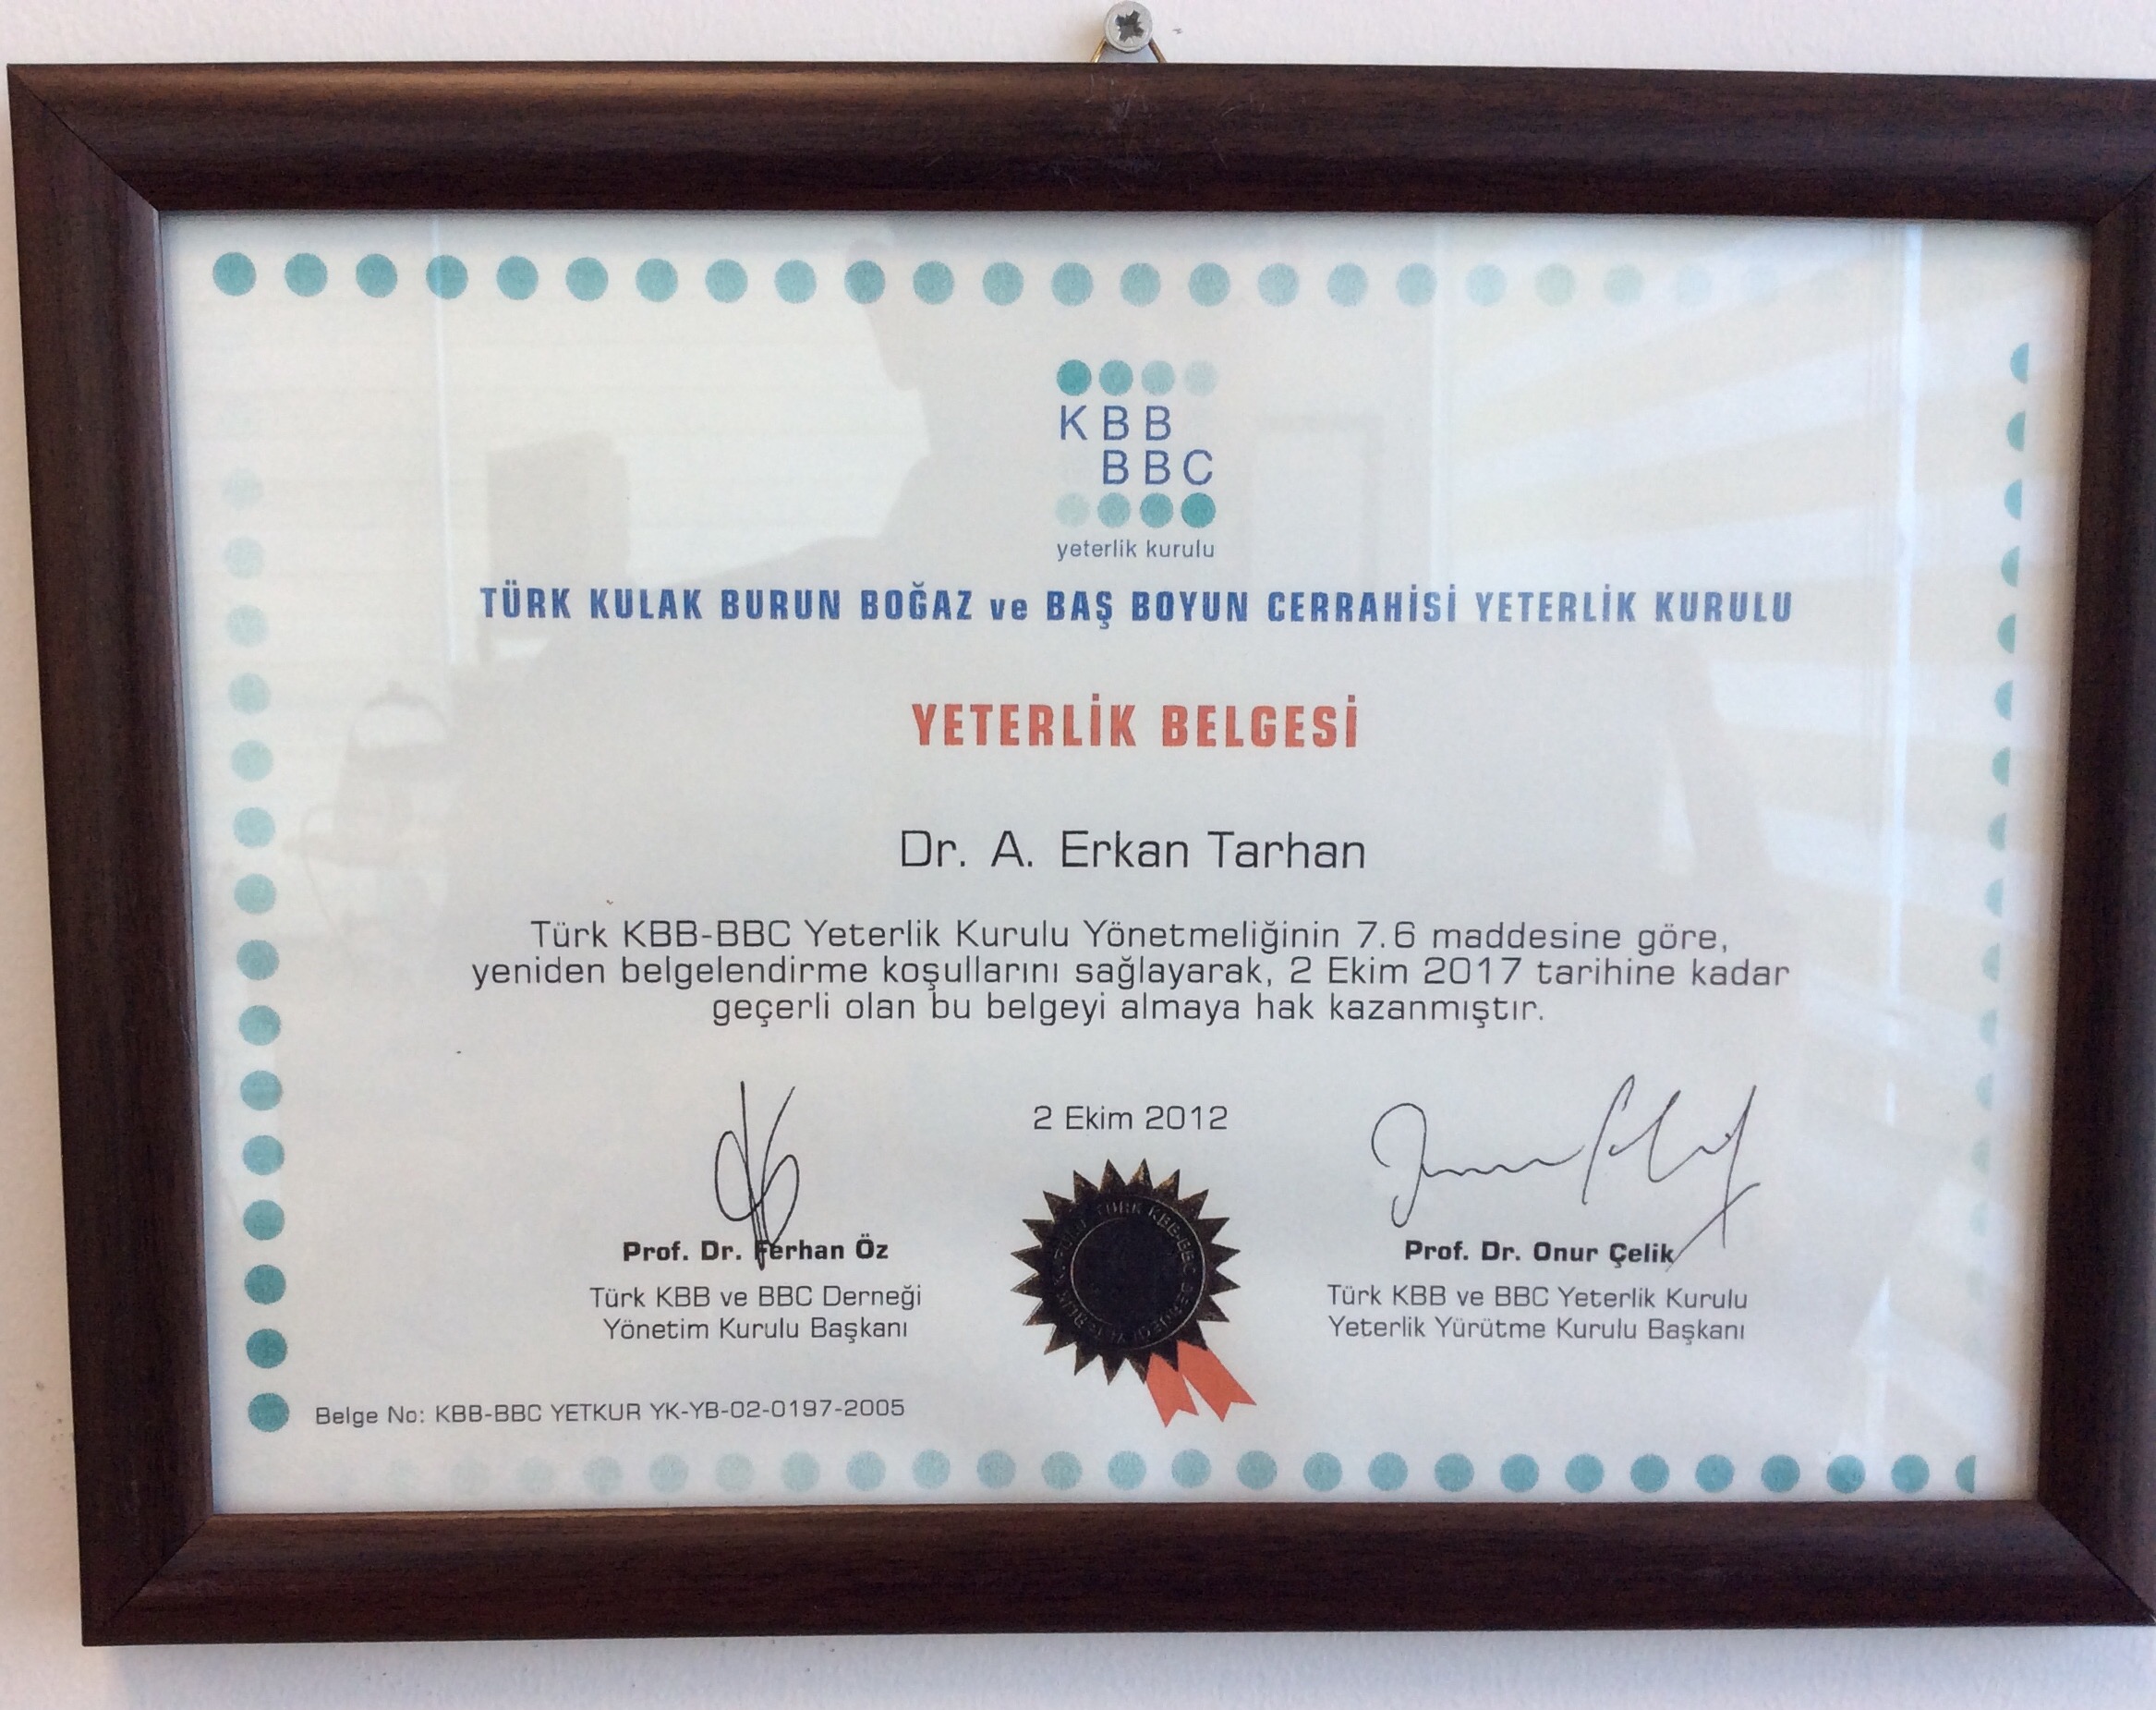 KBB
BBC
yeterlik kurulu
TÜRK KULAK BURUN BOĞAZ ve BAŞ BOYUN CERRAHİSİ YETERLİK KURULU
YETERLİK BELGESİ
Dr. A. Erkan Tarhan
Türk KBB-BBC Yeterlik Kurulu Yönetmeliğinin 7.6 maddesine göre,
yeniden belgelendirme koşullarını sağlayarak, 2 Ekim 2017 tarihine kadar
geçerli olan bu belgeyi almaya hak kazanmıştır.
2 Ekim 2012
Prof. Dr. Ferhan Öz
Türk KBB ve BBC Derneği
Yönetim Kurulu Başkanı
TÜRK KBB-BBC
Prof. Dr. Onur Çelik
Türk KBB ve BBC Yeterlik Kurulu
Yeterlik Yürütme Kurulu Başkanı
Belge No: KBB-BBC YETKUR YK-YB-02-0197-2005